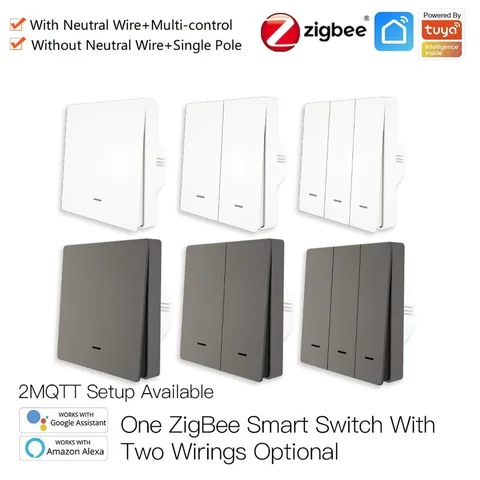 With Neutral Wire+Multi-control
Without Neutral Wire+Single Pole
zigbee®
Powered By
tuya
Intelligence
inside
2MQTT Setup Available
WORKS WITH
Google Assistant
WORKS WITH
Amazon Alexa
One ZigBee Smart Switch With
Two Wirings Optional